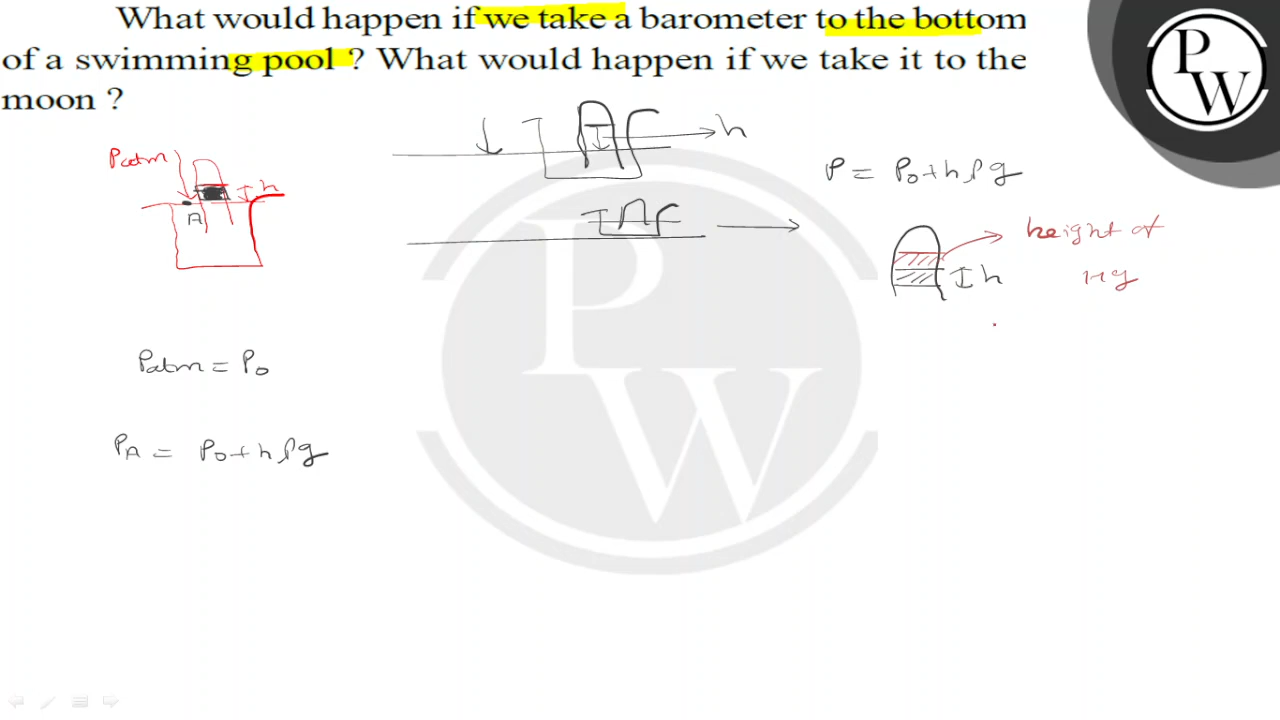 What would happen if we take a barometer to the bottom
of a swimming pool ? What would happen if we take it to the
moon ?
P
W
Patm
h
A
h
P = P₀ + hρg
height of
Hg
h
Patm = P₀
P_A = P₀ + hρg
P
W